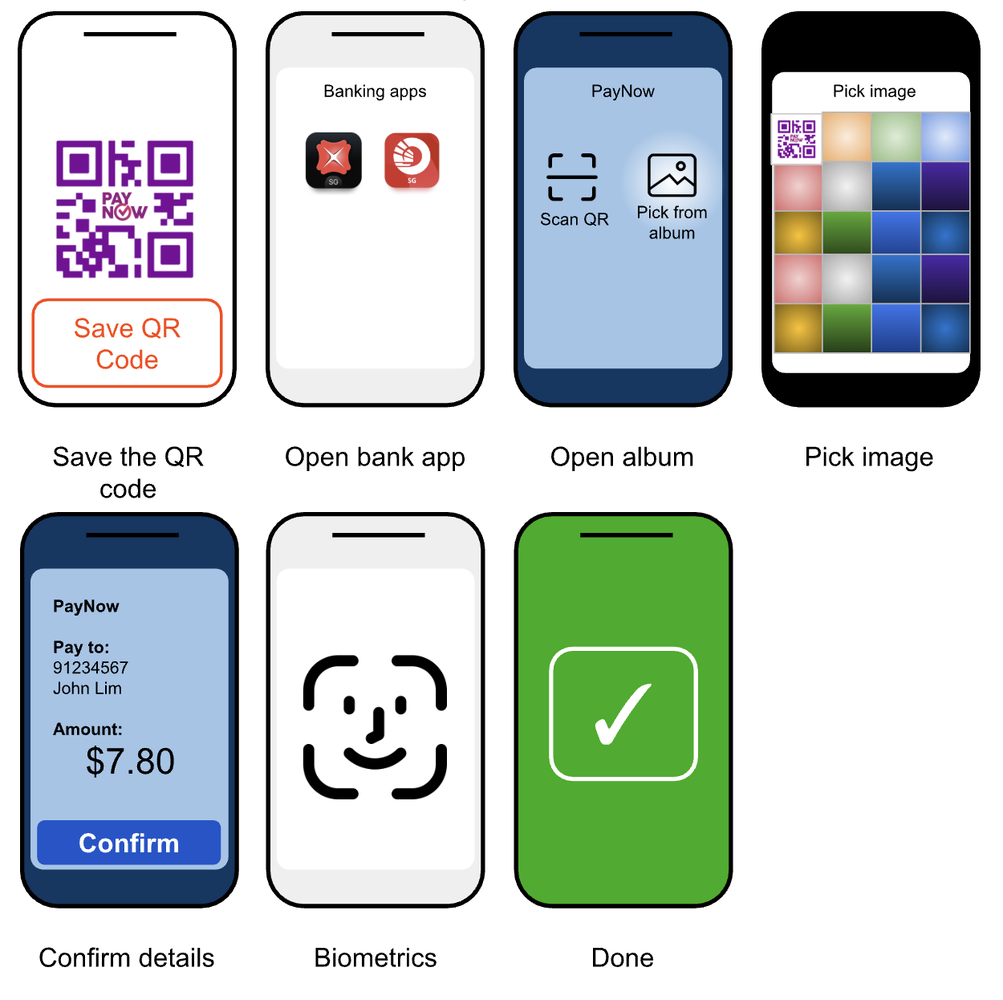 PAY
NOW
Save QR
Code
Banking apps
SG
SG
PayNow
Scan QR
Pick from
album
Pick image
PAY
NOW
Save the QR
code
Open bank app
Open album
Pick image
PayNow
Pay to:
91234567
John Lim
Amount:
$7.80
Confirm
Confirm details
Biometrics
Done